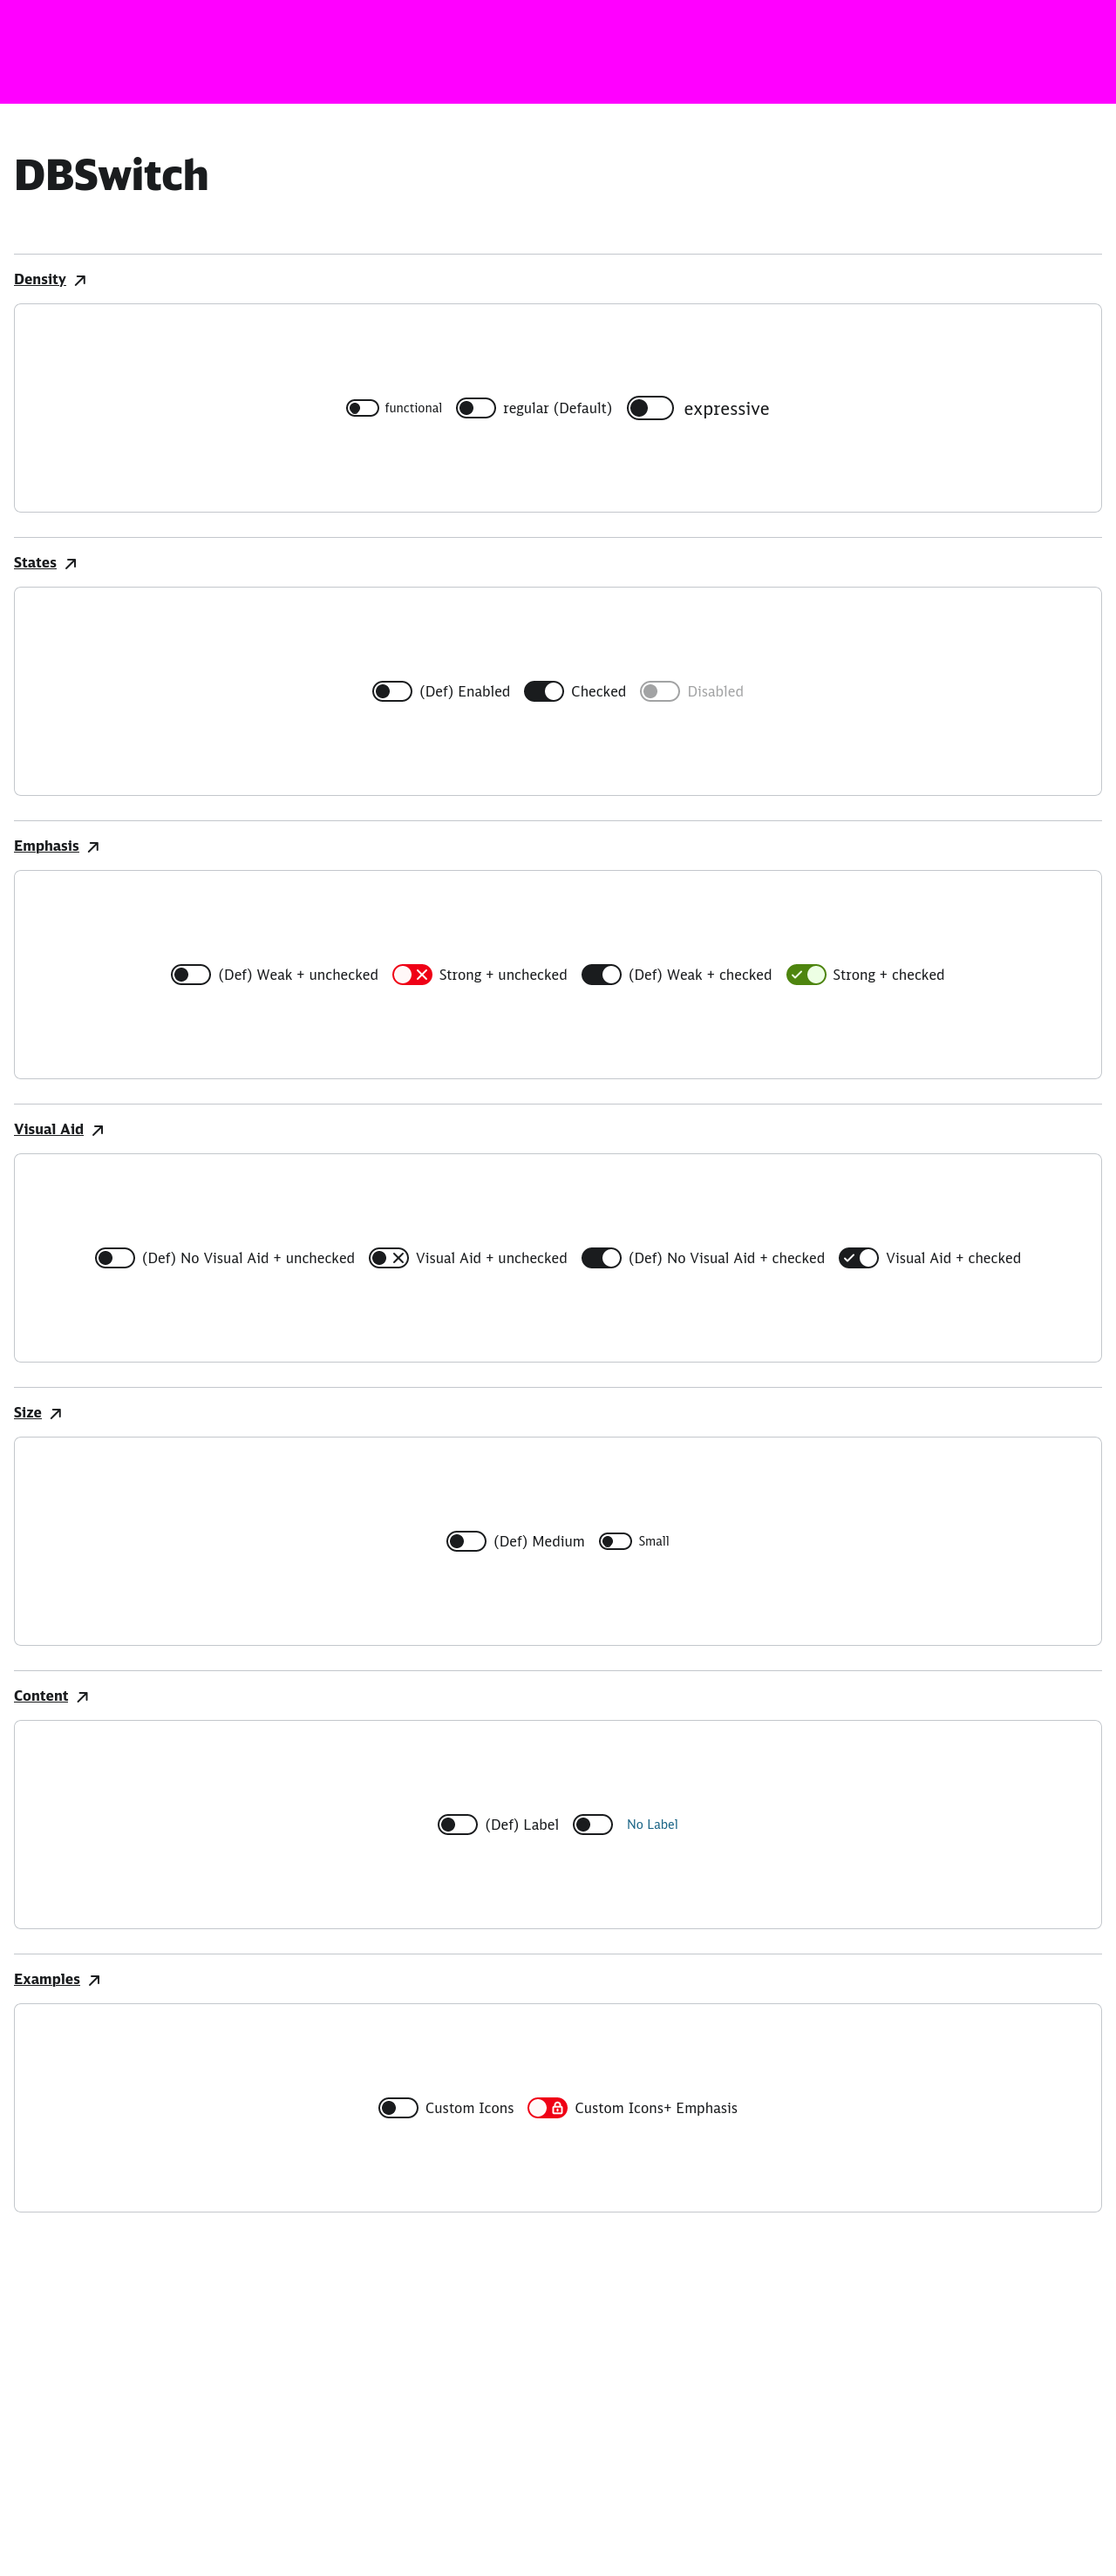 DBSwitch
Density
functional regular (Default) expressive
States
(Def) Enabled Checked Disabled
Emphasis
(Def) Weak + unchecked Strong + unchecked (Def) Weak + checked Strong + checked
Visual Aid
(Def) No Visual Aid + unchecked Visual Aid + unchecked (Def) No Visual Aid + checked Visual Aid + checked
Size
(Def) Medium Small
Content
(Def) Label No Label
Examples
Custom Icons Custom Icons+ Emphasis